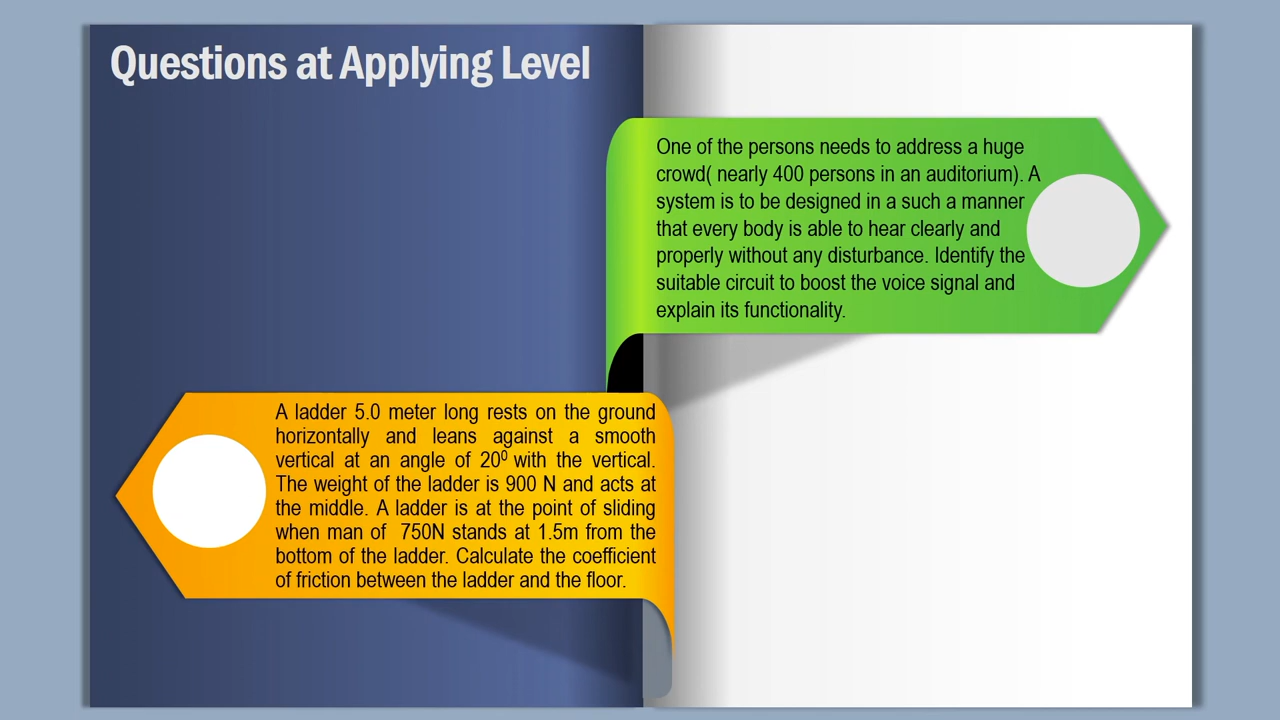 Questions at Applying Level
One of the persons needs to address a huge
crowd( nearly 400 persons in an auditorium). A
system is to be designed in a such a manner
that every body is able to hear clearly and
properly without any disturbance. Identify the
suitable circuit to boost the voice signal and
explain its functionality.
A ladder 5.0 meter long rests on the ground
horizontally and leans against a smooth
vertical at an angle of 20⁰ with the vertical.
The weight of the ladder is 900 N and acts at
the middle. A ladder is at the point of sliding
when man of 750N stands at 1.5m from the
bottom of the ladder. Calculate the coefficient
of friction between the ladder and the floor.